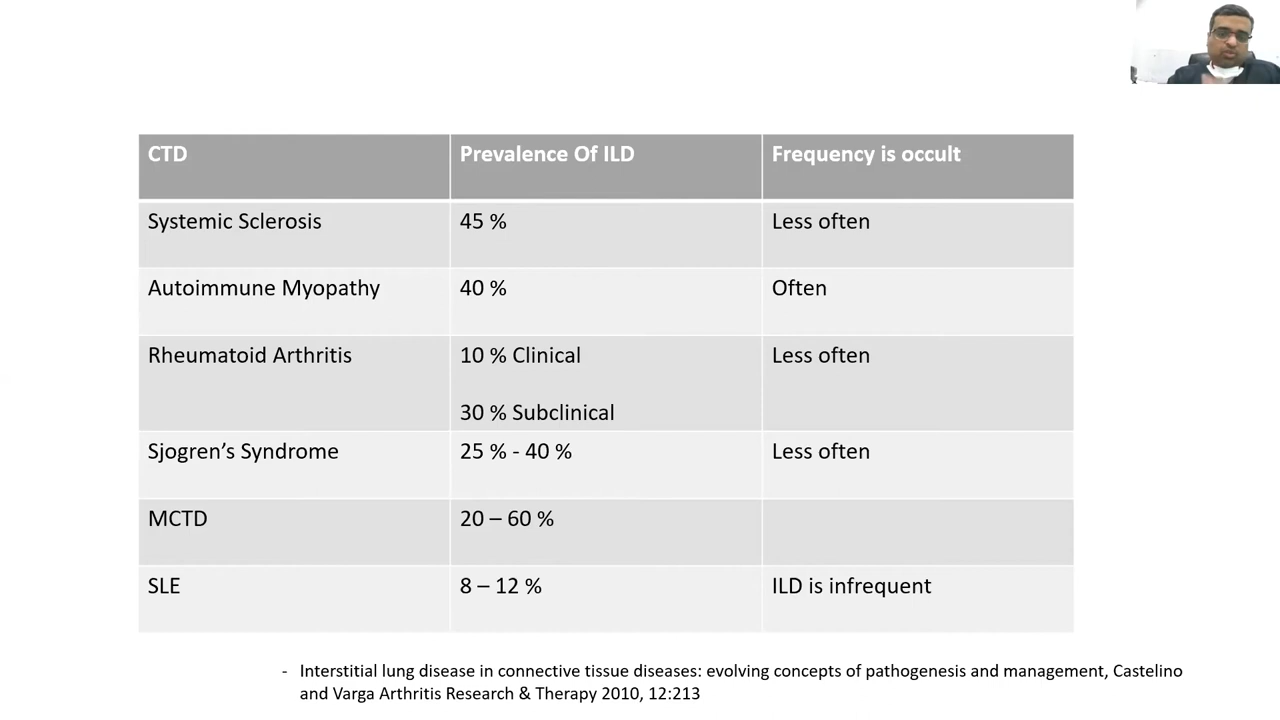 CTD
Prevalence Of ILD
Frequency is occult
Systemic Sclerosis
45 %
Less often
Autoimmune Myopathy
40 %
Often
Rheumatoid Arthritis
10 % Clinical
30 % Subclinical
Less often
Sjogren’s Syndrome
25 % - 40 %
Less often
MCTD
20 – 60 %
SLE
8 – 12 %
ILD is infrequent
- Interstitial lung disease in connective tissue diseases: evolving concepts of pathogenesis and management, Castelino
and Varga Arthritis Research & Therapy 2010, 12:213